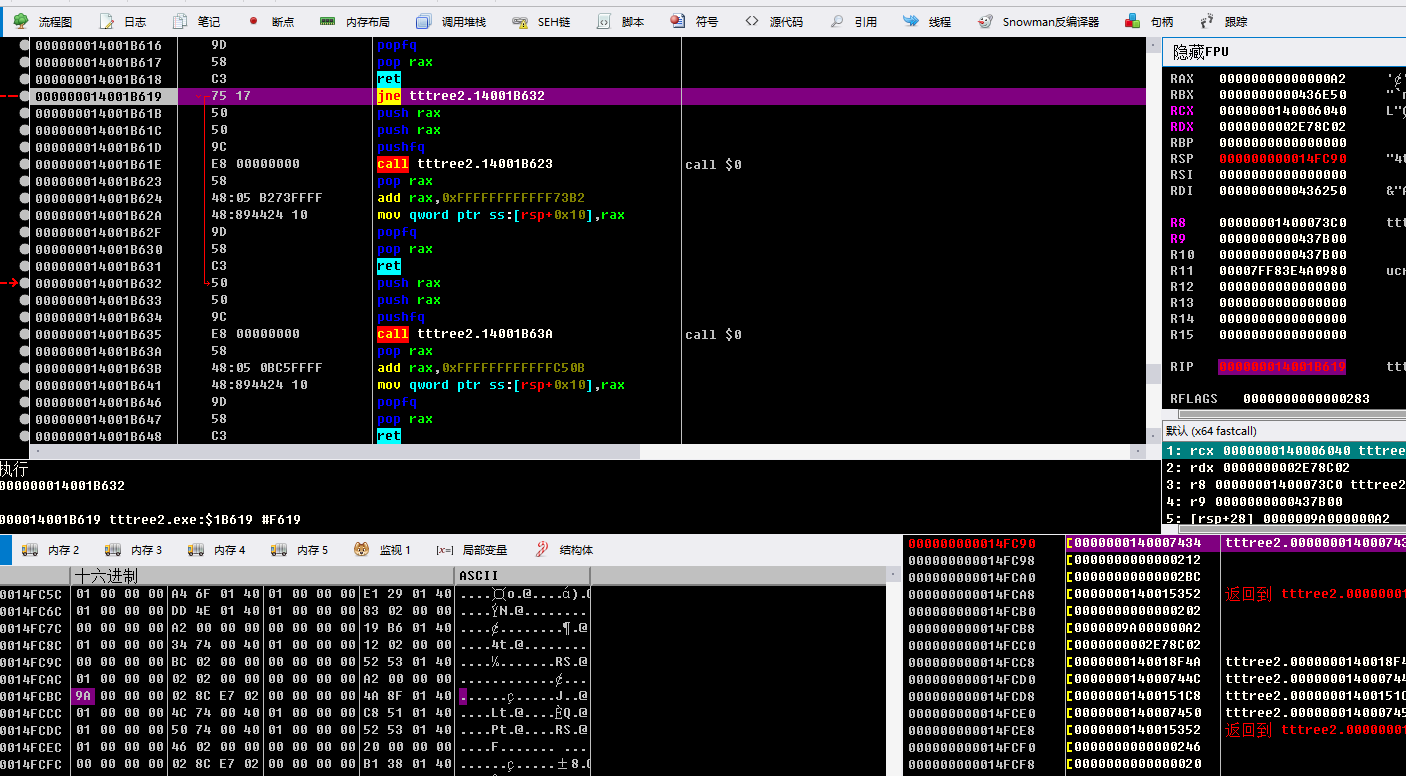 流程图 日志 笔记 断点 内存布局 调用堆栈 SEH链 脚本 符号 源代码 引用 线程 Snowman反编译器 句柄 跟踪
000000014001B616 9D popfq
000000014001B617 58 pop rax
000000014001B618 C3 ret
000000014001B619 75 17 jne tttree2.14001B632
000000014001B61B 50 push rax
000000014001B61C 50 push rax
000000014001B61D 9C pushfq
000000014001B61E E8 00000000 call tttree2.14001B623 call $0
000000014001B623 58 pop rax
000000014001B624 48:05 B273FFFF add rax,0xFFFFFFFFFFFF73B2
000000014001B62A 48:894424 10 mov qword ptr ss:[rsp+0x10],rax
000000014001B62F 9D popfq
000000014001B630 58 pop rax
000000014001B631 C3 ret
000000014001B632 50 push rax
000000014001B633 50 push rax
000000014001B634 9C pushfq
000000014001B635 E8 00000000 call tttree2.14001B63A call $0
000000014001B63A 58 pop rax
000000014001B63B 48:05 0BC5FFFF add rax,0xFFFFFFFFFFFFC50B
000000014001B641 48:894424 10 mov qword ptr ss:[rsp+0x10],rax
000000014001B646 9D popfq
000000014001B647 58 pop rax
000000014001B648 C3 ret
隐藏FPU
RAX 00000000000000A2
RBX 0000000000436E50
RCX 0000000140006040
RDX 0000000002E78C02
RBP 0000000000000000
RSP 000000000014FC90 "4t
RSI 0000000000000000
RDI 0000000000436250
R8 00000001400073C0 ttt
R9 0000000000437B00
R10 0000000000437B00
R11 00007FF83E4A0980 ucr
R12 0000000000000000
R13 0000000000000000
R14 0000000000000000
R15 0000000000000000
RIP 000000014001B619 ttt
RFLAGS 0000000000000283
默认 (x64 fastcall)
1: rcx 0000000140006040 tttree
2: rdx 0000000002E78C02
3: r8 00000001400073C0 tttree2
4: r9 0000000000437B00
5: [rsp+28] 0000009A000000A2
执行
000000014001B632
000014001B619 tttree2.exe:$1B619 #F619
内存 2 内存 3 内存 4 内存 5 监视 1 [x=] 局部变量 结构体
十六进制 ASCII
0014FC5C 01 00 00 00 A4 6F 01 40 01 00 00 00 E1 29 01 40
0014FC6C 01 00 00 00 DD 4E 01 40 01 00 00 00 83 02 00 00
0014FC7C 00 00 00 00 A2 00 00 00 00 00 00 00 19 B6 01 40
0014FC8C 01 00 00 00 34 74 00 40 01 00 00 00 12 02 00 00
0014FC9C 00 00 00 00 BC 02 00 00 00 00 00 00 52 53 01 40
0014FCAC 01 00 00 00 02 02 00 00 00 00 00 00 A2 00 00 00
0014FCBC 9A 00 00 00 02 8C E7 02 00 00 00 00 4A 8F 01 40
0014FCCC 01 00 00 00 4C 74 00 40 01 00 00 00 C8 51 01 40
0014FCDC 01 00 00 00 50 74 00 40 01 00 00 00 52 53 01 40
0014FCEC 01 00 00 00 46 02 00 00 00 00 00 00 20 00 00 00
0014FCFC 00 00 00 00 02 8C E7 02 00 00 00 00 B1 38 01 40
000000000014FC90 0000000140007434 tttree2.000000014000743
000000000014FC98 0000000000000212
000000000014FCA0 00000000000002BC
000000000014FCA8 0000000140015352 返回到 tttree2.00000001
000000000014FCB0 0000000000000202
000000000014FCB8 0000009A000000A2
000000000014FCC0 0000000002E78C02
000000000014FCC8 0000000140018F4A tttree2.0000000140018F4
000000000014FCD0 000000014000744C tttree2.000000014000744
000000000014FCD8 00000001400151C8 tttree2.00000001400151C
000000000014FCE0 0000000140007450 tttree2.000000014000745
000000000014FCE8 0000000140015352 返回到 tttree2.00000001
000000000014FCF0 0000000000000246
000000000014FCF8 0000000000000020